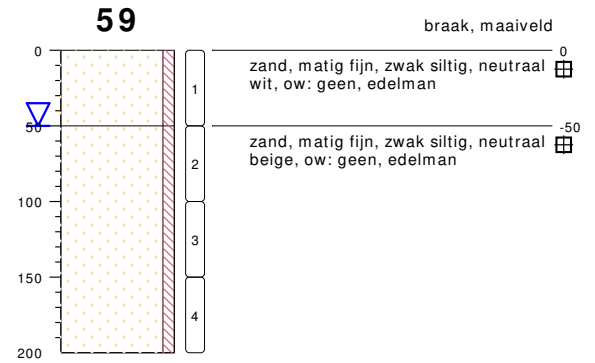 59
braak, maaiveld
0
0
zand, matig fijn, zwak siltig, neutraal
wit, ow: geen, edelman
1
50
-50
zand, matig fijn, zwak siltig, neutraal
beige, ow: geen, edelman
2
100
3
150
4
200